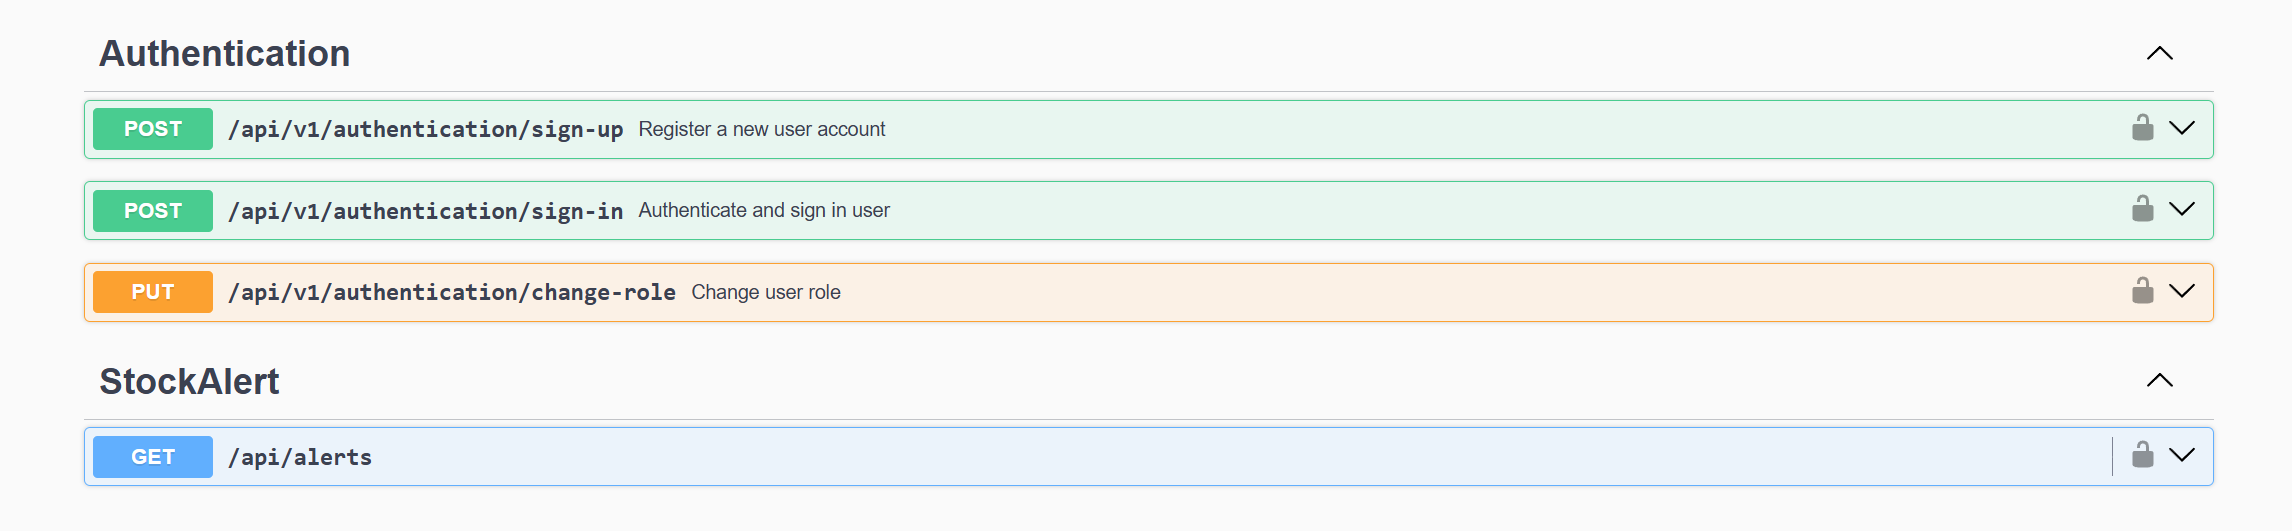 Authentication
POST /api/v1/authentication/sign-up Register a new user account
POST /api/v1/authentication/sign-in Authenticate and sign in user
PUT /api/v1/authentication/change-role Change user role
StockAlert
GET /api/alerts